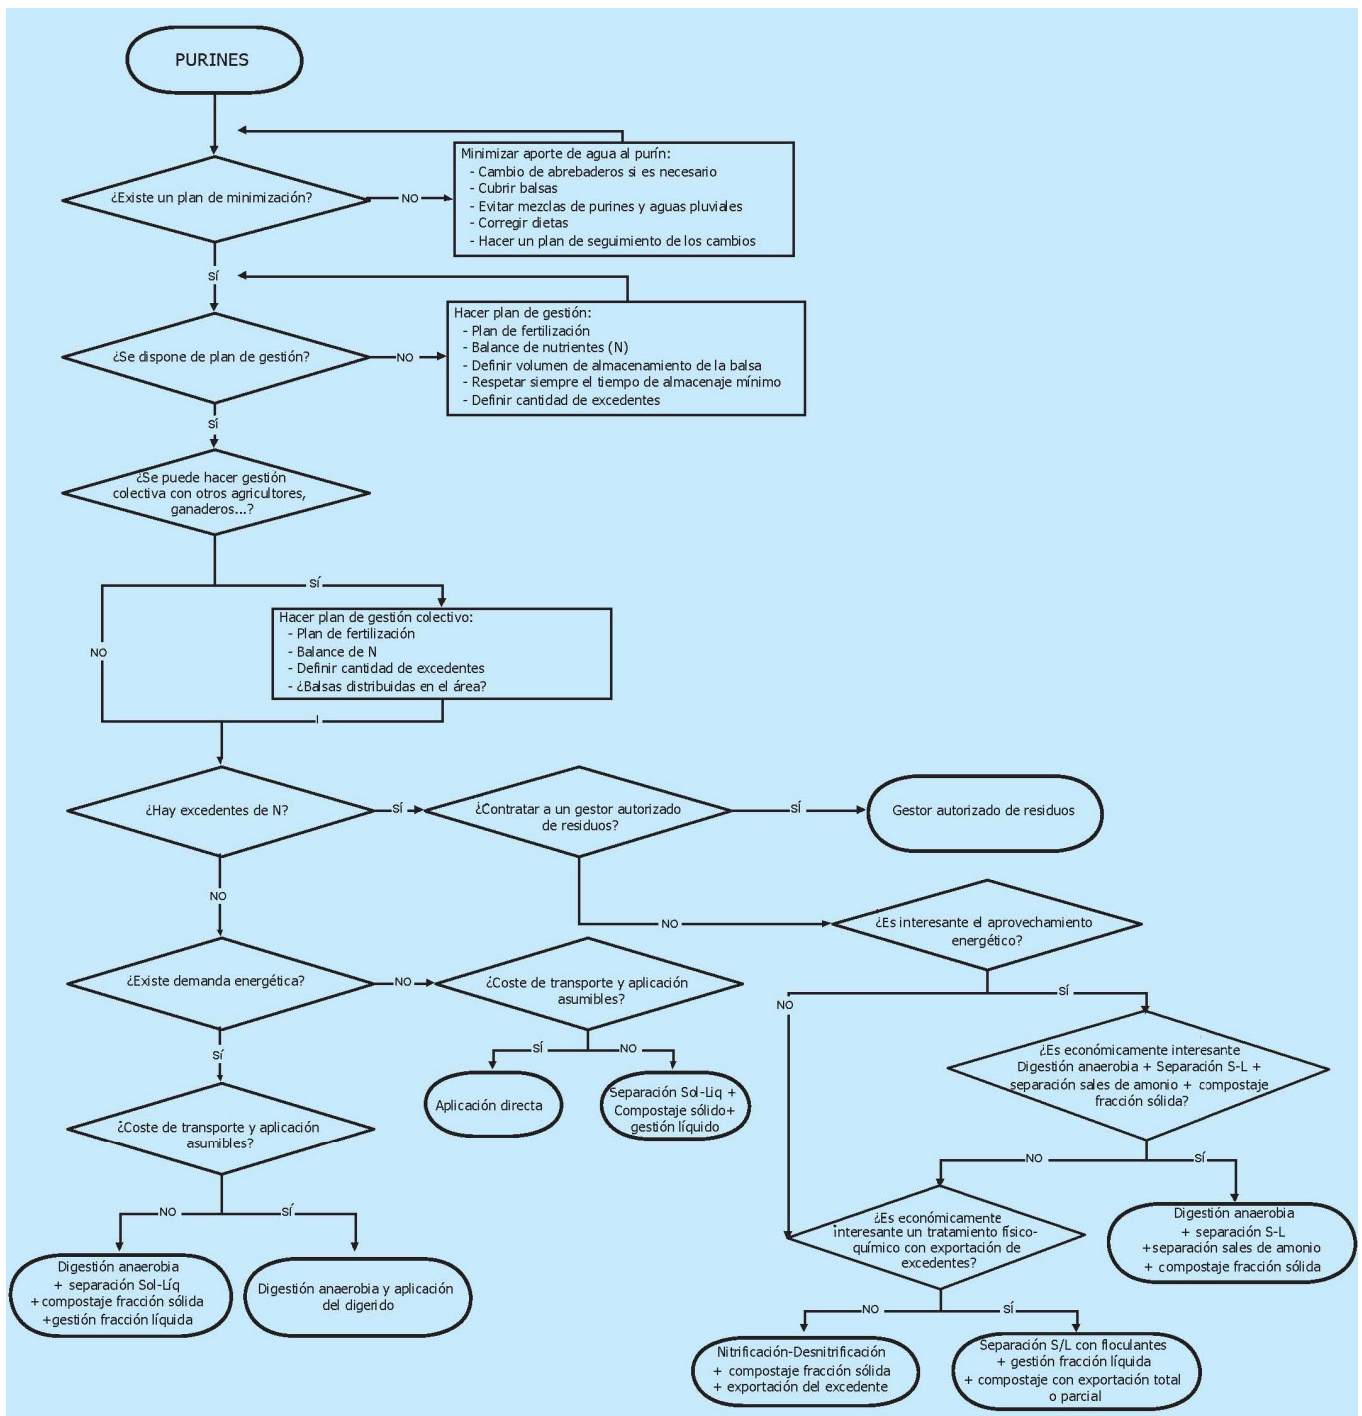 PURINES
¿Existe un plan de minimización?
NO
Minimizar aporte de agua al purín:
- Cambio de abrebaderos si es necesario
- Cubrir balsas
- Evitar mezclas de purines y aguas pluviales
- Corregir dietas
- Hacer un plan de seguimiento de los cambios
SÍ
¿Se dispone de plan de gestión?
NO
Hacer plan de gestión:
- Plan de fertilización
- Balance de nutrientes (N)
- Definir volumen de almacenamiento de la balsa
- Respetar siempre el tiempo de almacenaje mínimo
- Definir cantidad de excedentes
SÍ
¿Se puede hacer gestión
colectiva con otros agricultores,
ganaderos...?
SÍ
NO
Hacer plan de gestión colectivo:
- Plan de fertilización
- Balance de N
- Definir cantidad de excedentes
- ¿Balsas distribuidas en el área?
I
¿Hay excedentes de N?
SÍ
¿Contratar a un gestor autorizado
de residuos?
SÍ
Gestor autorizado de residuos
NO
NO
¿Es interesante el aprovechamiento
energético?
¿Existe demanda energética?
NO
¿Coste de transporte y aplicación
asumibles?
NO
SÍ
SÍ
SÍ
NO
¿Es económicamente interesante
Digestión anaerobia + Separación S-L +
separación sales de amonio + compostaje
fracción sólida?
Aplicación directa
Separación Sol-Liq +
Compostaje sólido+
gestión líquido
¿Coste de transporte y aplicación
asumibles?
NO
SÍ
NO
SÍ
¿Es económicamente
interesante un tratamiento físico-
químico con exportación de
excedentes?
Digestión anaerobia
+ separación S-L
+separación sales de amonio
+ compostaje fracción sólida
Digestión anaerobia
+ separación Sol-Líq
+compostaje fracción sólida
+gestión fracción líquida
Digestión anaerobia y aplicación
del digerido
NO
SÍ
Nitrificación-Desnitrificación
+ compostaje fracción sólida
+ exportación del excedente
Separación S/L con floculantes
+ gestión fracción líquida
+ compostaje con exportación total
o parcial